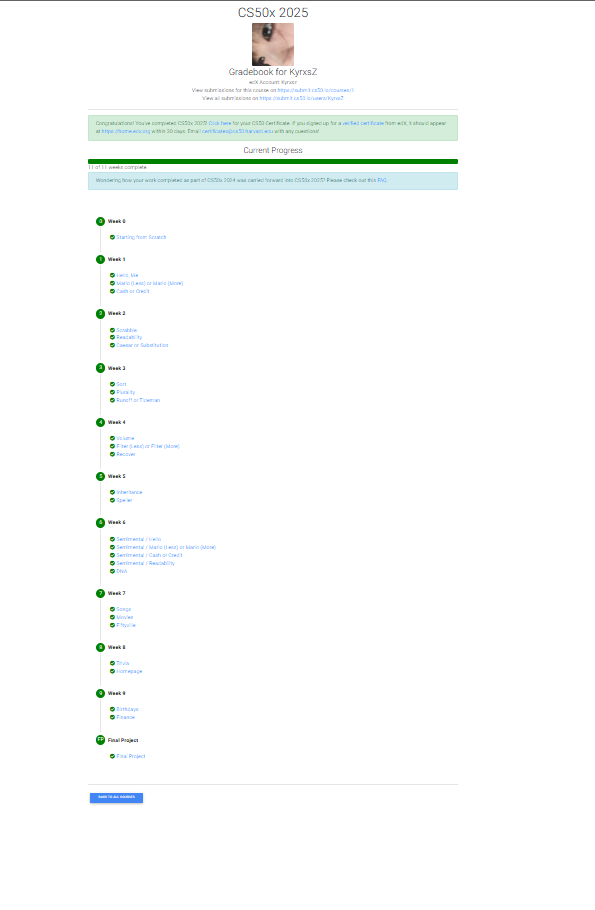 CS50x 2025
Gradebook for KyrxsZ
edX Account: Kyrxsz
View submissions for this course on https://submit.cs50.io/courses/
View all submissions on https://submit.cs50.io/users/KyrxsZ
Congratulations! You've completed CS50x 2025! Click here for your CS50 Certificate. If you signed up for a verified certificate from edX, it should appear
at https://home.edx.org within 30 days. Email certificates@cs50.harvard.edu with any questions!
Current Progress
11 of 11 weeks complete
Wondering how your work completed as part of CS50x 2024 was carried forward into CS50x 2025? Please check out this FAQ.
0 Week 0
Starting from Scratch
1 Week 1
Hello, Me
Mario (Less) or Mario (More)
Cash or Credit
2 Week 2
Scrabble
Readability
Caesar or Substitution
3 Week 3
Sort
Plurality
Runoff or Tideman
4 Week 4
Volume
Filter (Less) or Filter (More)
Recover
5 Week 5
Inheritance
Speller
6 Week 6
Sentimental / Hello
Sentimental / Mario (Less) or Mario (More)
Sentimental / Cash or Credit
Sentimental / Readability
DNA
7 Week 7
Songs
Movies
Fiftyville
8 Week 8
Trivia
Homepage
9 Week 9
Birthdays
Finance
FP Final Project
Final Project
BACK TO ALL COURSES